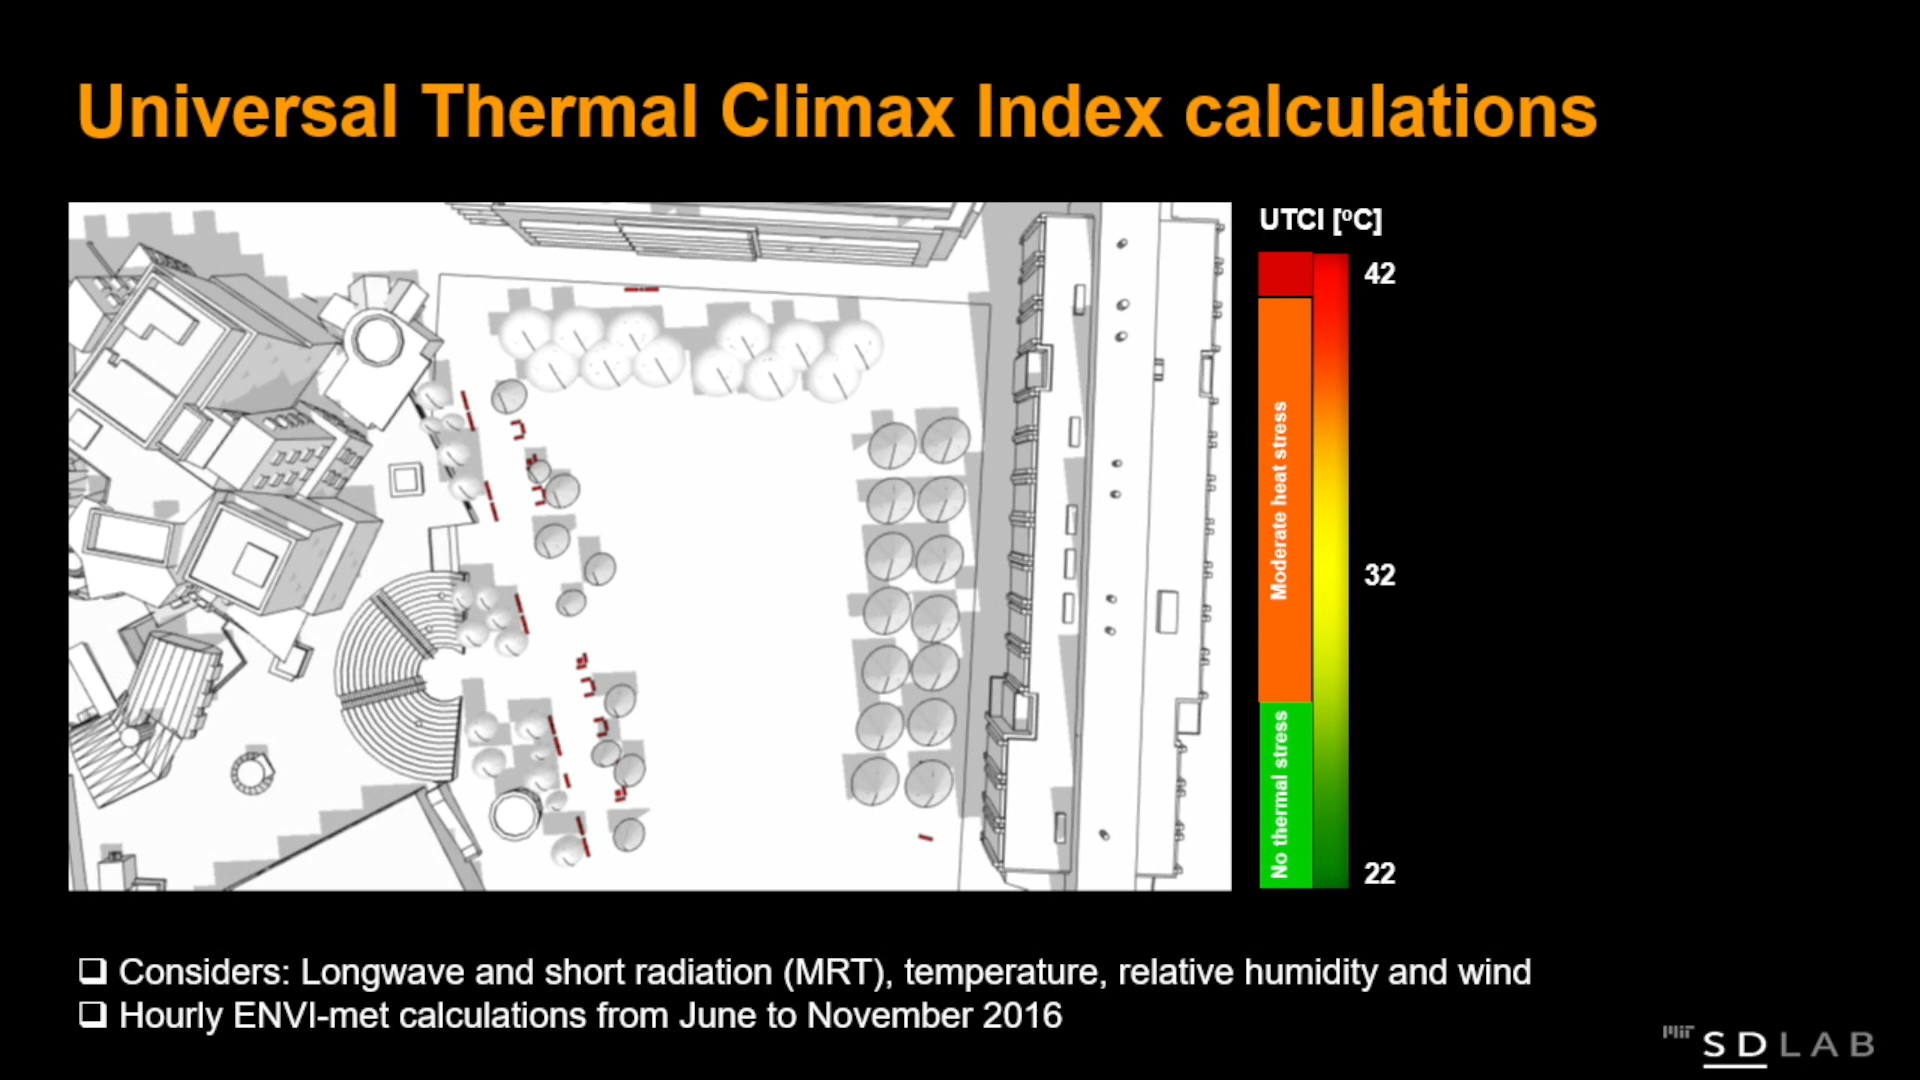 Universal Thermal Climax Index calculations
UTCI [ºC]
42
Moderate heat stress
32
No thermal stress
22
❑ Considers: Longwave and short radiation (MRT), temperature, relative humidity and wind
❑ Hourly ENVI-met calculations from June to November 2016
MIT SDLAB